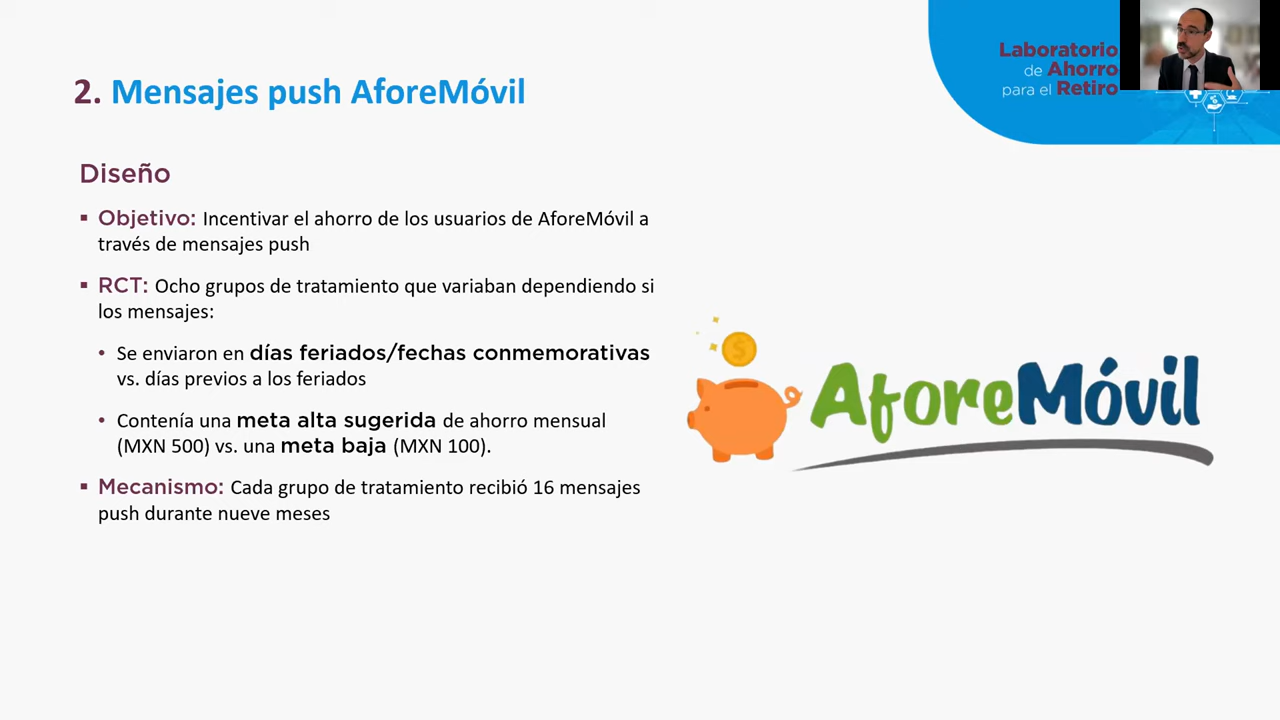 Laboratorio
de Ahorro
para el Retiro
2. Mensajes push AforeMóvil
Diseño
▪ Objetivo: Incentivar el ahorro de los usuarios de AforeMóvil a
través de mensajes push
▪ RCT: Ocho grupos de tratamiento que variaban dependiendo si
los mensajes:
• Se enviaron en días feriados/fechas conmemorativas
vs. días previos a los feriados
• Contenía una meta alta sugerida de ahorro mensual
(MXN 500) vs. una meta baja (MXN 100).
▪ Mecanismo: Cada grupo de tratamiento recibió 16 mensajes
push durante nueve meses
$
AforeMóvil